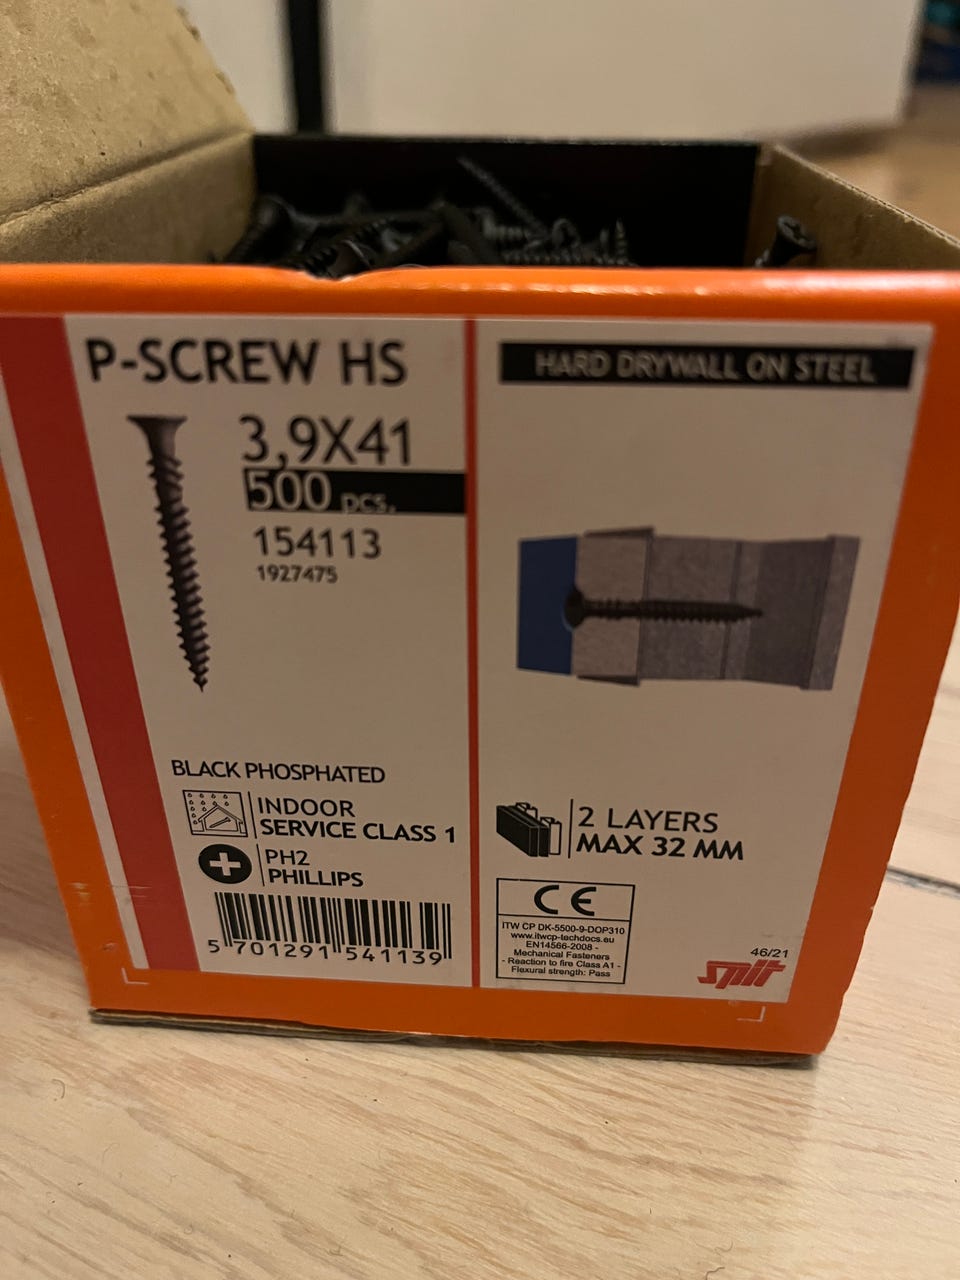 P-SCREW HS
3,9X41
500 pcs.
154113
1927475
BLACK PHOSPHATED
INDOOR
SERVICE CLASS 1
PH2
PHILLIPS
5 701291 541139
HARD DRYWALL ON STEEL
2 LAYERS
MAX 32 MM
CE
ITW CP DK-5500-9-DOP310
www.itwcp-techdocs.eu
EN14566-2008 -
Mechanical Fasteners
- Reaction to fire Class A1 -
Flexural strength: Pass
46/21
spit